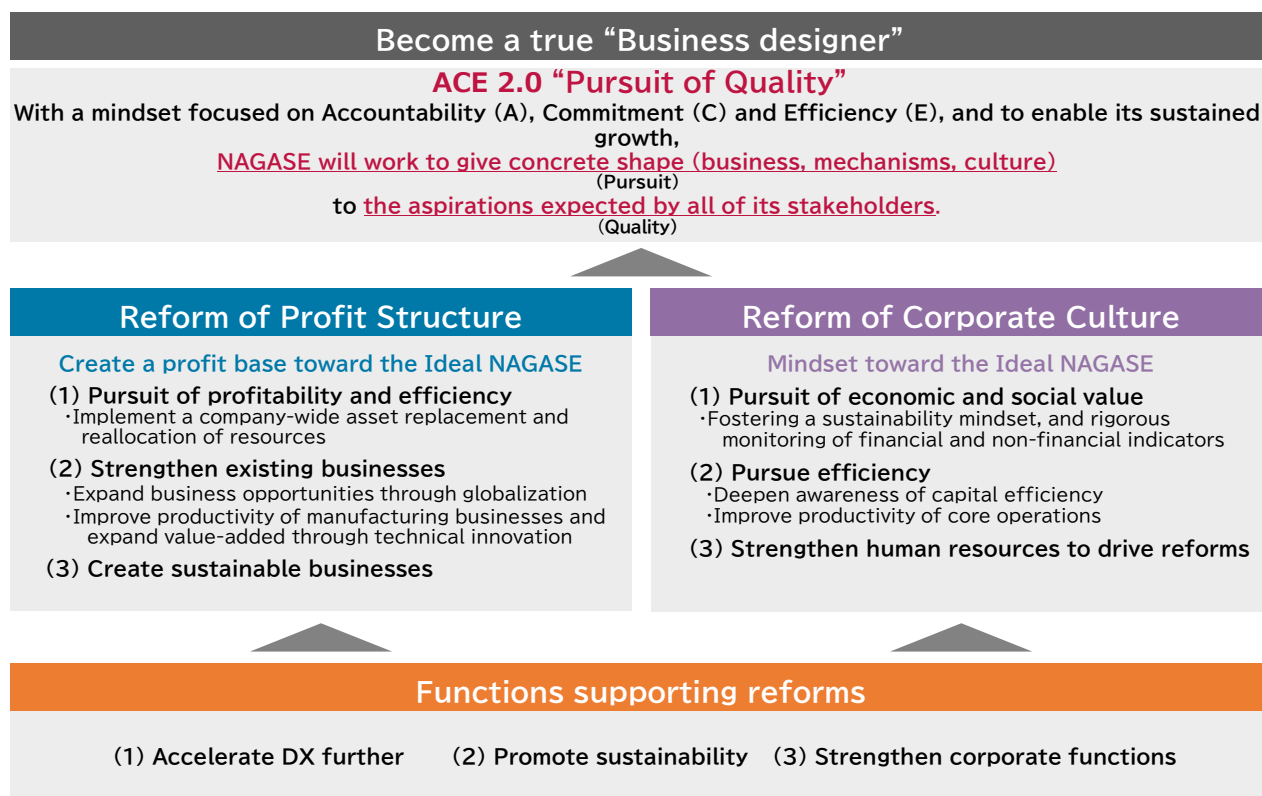 Become a true “Business designer”
ACE 2.0 “Pursuit of Quality”
With a mindset focused on Accountability (A), Commitment (C) and Efficiency (E), and to enable its sustained
growth,
NAGASE will work to give concrete shape (business, mechanisms, culture)
(Pursuit)
to the aspirations expected by all of its stakeholders.
(Quality)
Reform of Profit Structure
Create a profit base toward the Ideal NAGASE
(1) Pursuit of profitability and efficiency
・Implement a company-wide asset replacement and
reallocation of resources
(2) Strengthen existing businesses
・Expand business opportunities through globalization
・Improve productivity of manufacturing businesses and
expand value-added through technical innovation
(3) Create sustainable businesses
Reform of Corporate Culture
Mindset toward the Ideal NAGASE
(1) Pursuit of economic and social value
・Fostering a sustainability mindset, and rigorous
monitoring of financial and non-financial indicators
(2) Pursue efficiency
・Deepen awareness of capital efficiency
・Improve productivity of core operations
(3) Strengthen human resources to drive reforms
Functions supporting reforms
(1) Accelerate DX further (2) Promote sustainability (3) Strengthen corporate functions